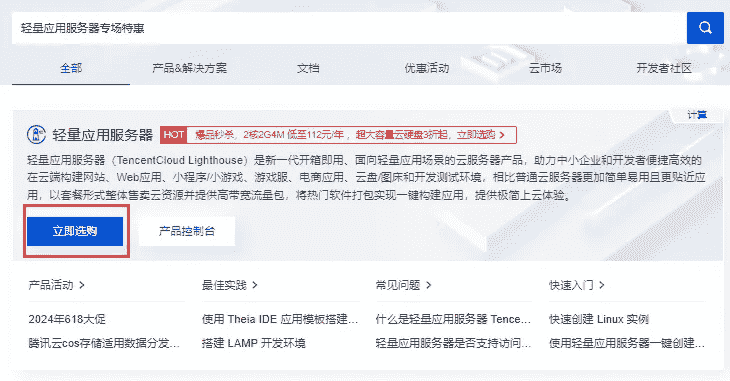 轻量应用服务器专场特惠
全部 产品&解决方案 文档 优惠活动 云市场 开发者社区
计算
轻量应用服务器 HOT 爆品秒杀，2核2G4M 低至112元/年，超大容量云硬盘3折起，立即选购 >
轻量应用服务器（TencentCloud Lighthouse）是新一代开箱即用、面向轻量应用场景的云服务器产品，助力中小企业和开发者便捷高效的
在云端构建网站、Web应用、小程序/小游戏、游戏服、电商应用、云盘/图床和开发测试环境，相比普通云服务器更加简单易用且更贴近应
用，以套餐形式整体售卖云资源并提供高带宽流量包，将热门软件打包实现一键构建应用，提供极简上云体验。
立即选购 产品控制台
产品活动 > 最佳实践 > 常见问题 > 快速入门 >
2024年618大促 使用 Theia IDE 应用模板搭建... 什么是轻量应用服务器 Tence... 快速创建 Linux 实例
腾讯云cos存储适用数据分发... 搭建 LAMP 开发环境 轻量应用服务器是否支持访问... 使用轻量应用服务器一键创建...